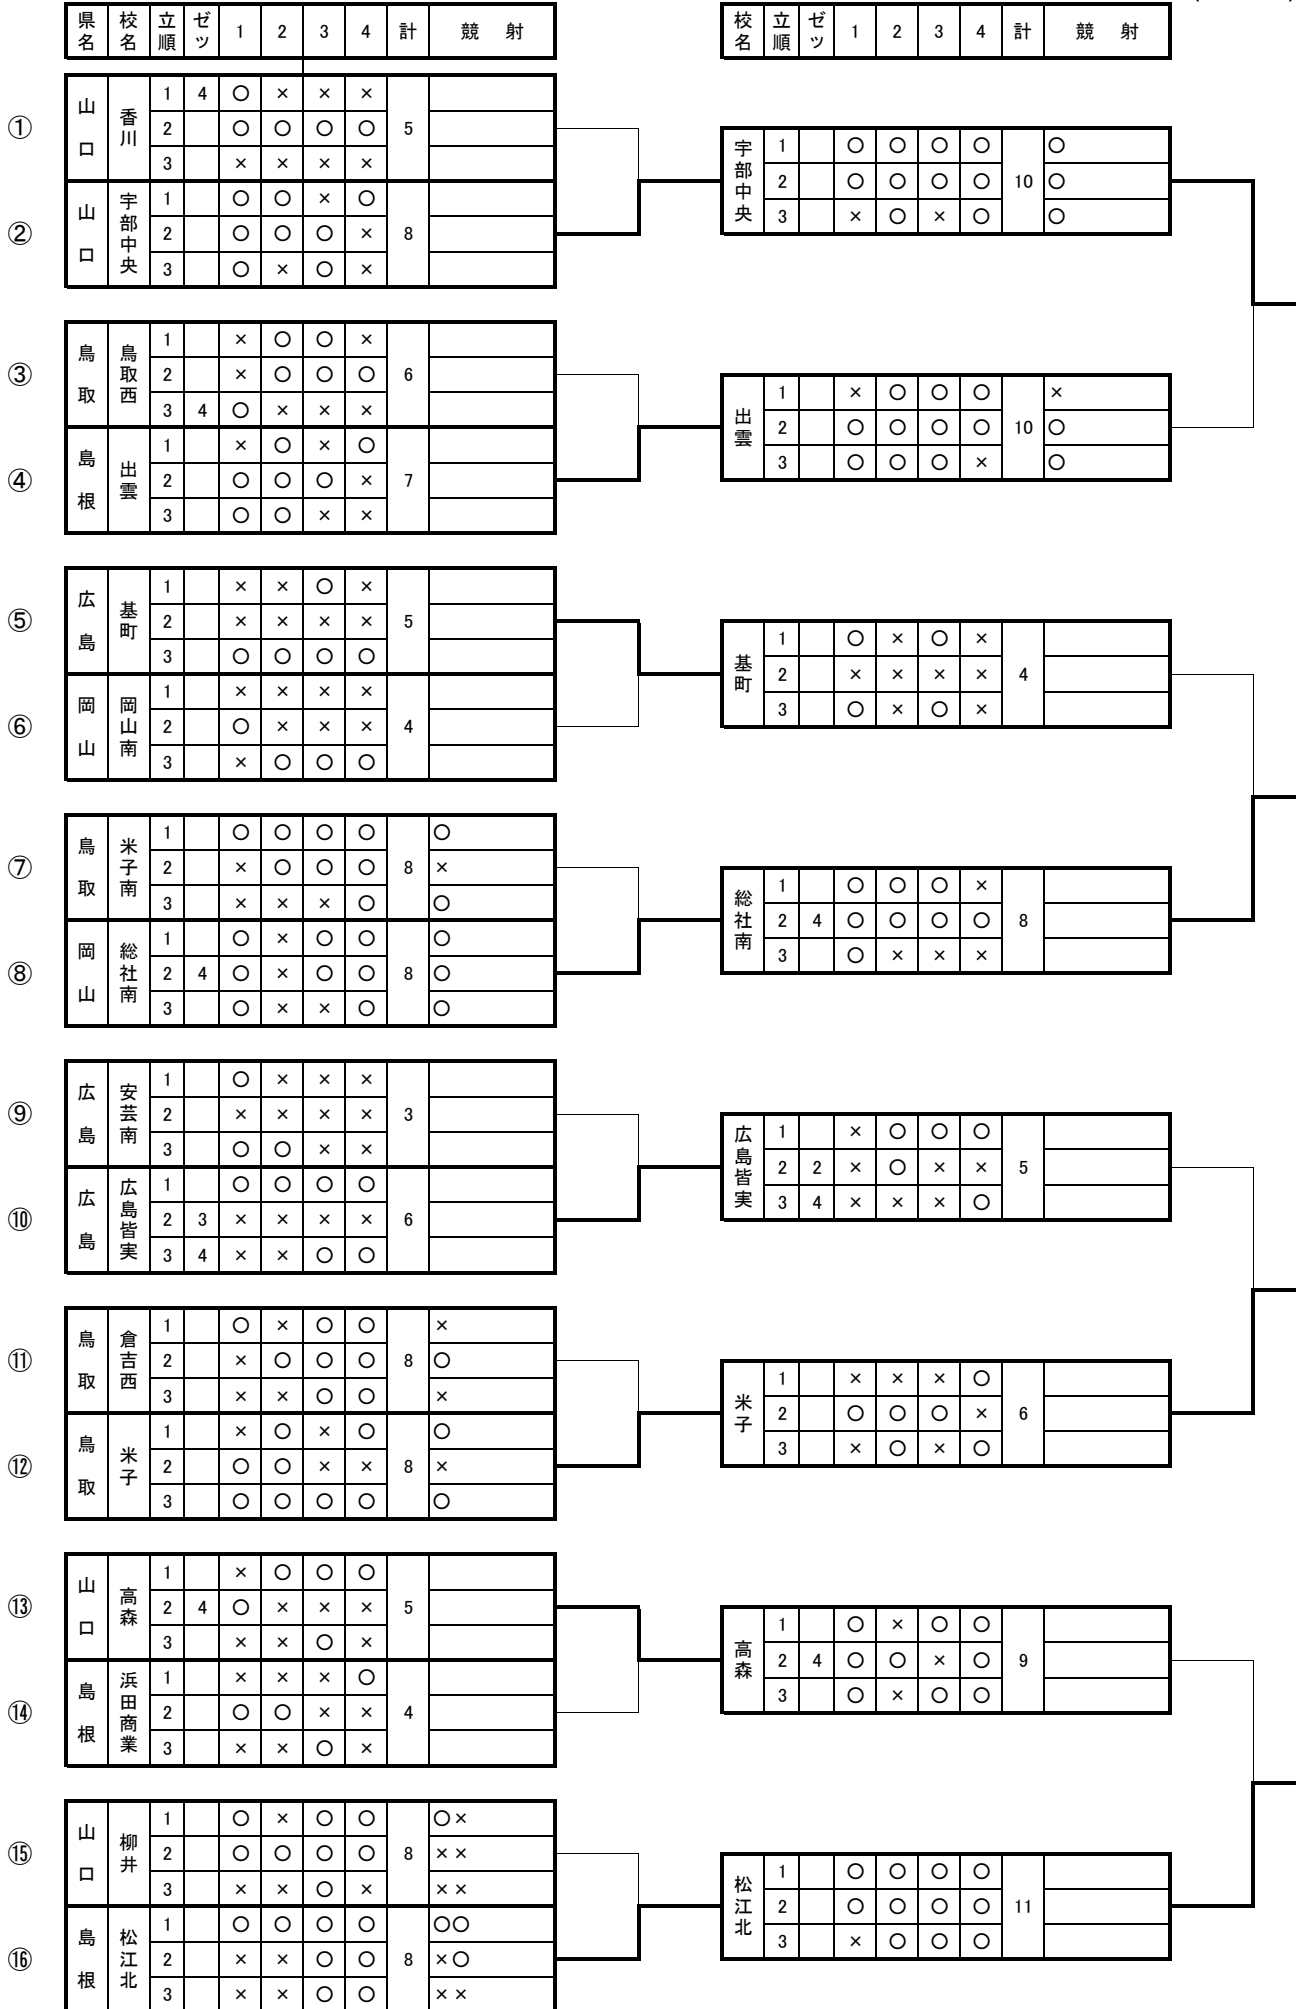 県名 校名 立順 ゼッ 1 2 3 4 計 競 射
① 山口 香川 5
1 4 ○ × × ×
2 ○ ○ ○ ○
3 × × × ×
② 山口 宇部中央 8
1 ○ ○ × ○
2 ○ ○ ○ ×
3 ○ × ○ ×
③ 鳥取 鳥取西 6
1 × ○ ○ ×
2 × ○ ○ ○
3 4 ○ × × ×
④ 島根 出雲 7
1 × ○ × ○
2 ○ ○ ○ ×
3 ○ ○ × ×
⑤ 広島 基町 5
1 × × ○ ×
2 × × × ×
3 ○ ○ ○ ○
⑥ 岡山 岡山南 4
1 × × × ×
2 ○ × × ×
3 × ○ ○ ○
⑦ 鳥取 米子南 8
1 ○ ○ ○ ○ ○
2 × ○ ○ ○ ×
3 × × × ○ ○
⑧ 岡山 総社南 8
1 ○ × ○ ○ ○
2 4 ○ × ○ ○ ○
3 ○ × × ○ ○
⑨ 広島 安芸南 3
1 ○ × × ×
2 × × × ×
3 ○ ○ × ×
⑩ 広島 広島皆実 6
1 ○ ○ ○ ○
2 3 × × × ×
3 4 × × ○ ○
⑪ 鳥取 倉吉西 8
1 ○ × ○ ○ ×
2 × ○ ○ ○ ○
3 × × ○ ○ ×
⑫ 鳥取 米子 8
1 × ○ × ○ ○
2 ○ ○ × × ×
3 ○ ○ ○ ○ ○
⑬ 山口 高森 5
1 × ○ ○ ○
2 4 ○ × × ×
3 × × ○ ×
⑭ 島根 浜田商業 4
1 × × × ○
2 ○ ○ × ×
3 × × ○ ×
⑮ 山口 柳井 8
1 ○ × ○ ○ ○×
2 ○ ○ ○ ○ ××
3 × × ○ × ××
⑯ 島根 松江北 8
1 ○ ○ ○ ○ ○○
2 × × ○ ○ ×○
3 × × ○ ○ ××
校名 立順 ゼッ 1 2 3 4 計 競 射
宇部中央 10
1 ○ ○ ○ ○ ○
2 ○ ○ ○ ○ ○
3 × ○ × ○ ○
出雲 10
1 × ○ ○ ○ ×
2 ○ ○ ○ ○ ○
3 ○ ○ ○ × ○
基町 4
1 ○ × ○ ×
2 × × × ×
3 ○ × ○ ×
総社南 8
1 ○ ○ ○ ×
2 4 ○ ○ ○ ○
3 ○ × × ×
広島皆実 5
1 × ○ ○ ○
2 2 × ○ × ×
3 4 × × × ○
米子 6
1 × × × ○
2 ○ ○ ○ ×
3 × ○ × ○
高森 9
1 ○ × ○ ○
2 4 ○ ○ × ○
3 ○ × ○ ○
松江北 11
1 ○ ○ ○ ○
2 ○ ○ ○ ○
3 × ○ ○ ○